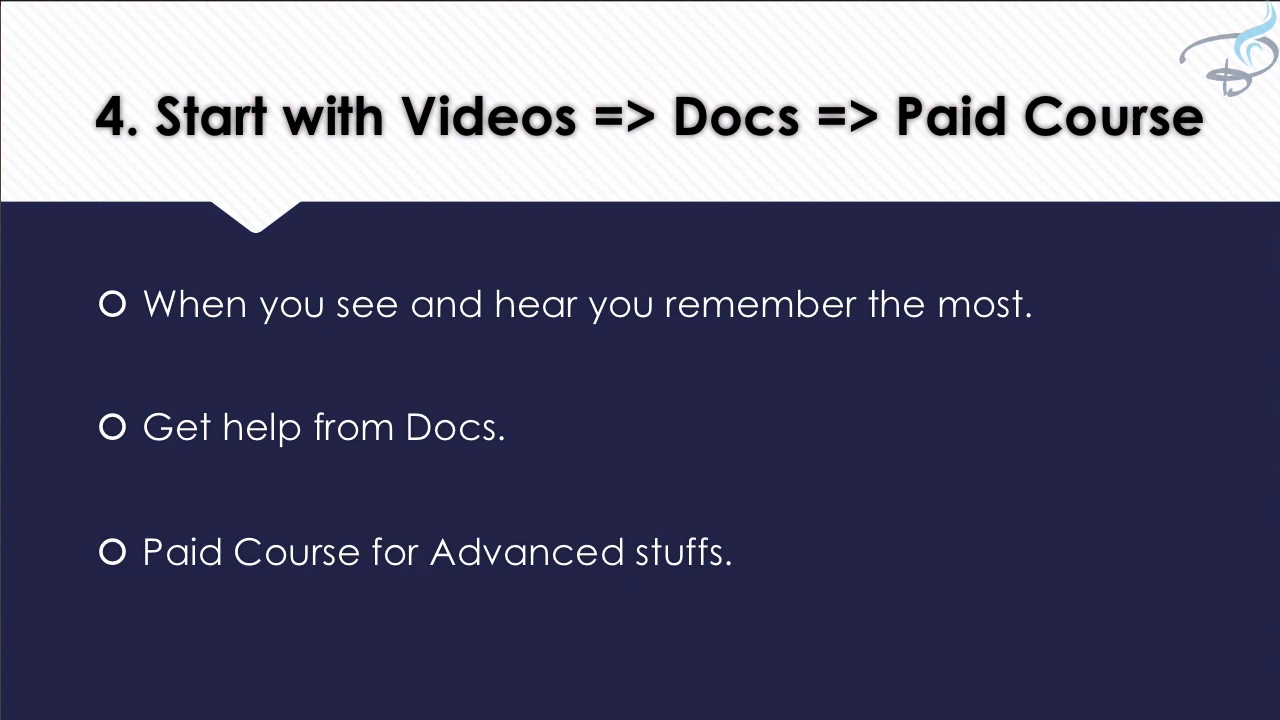 4. Start with Videos => Docs => Paid Course
When you see and hear you remember the most.
Get help from Docs.
Paid Course for Advanced stuffs.